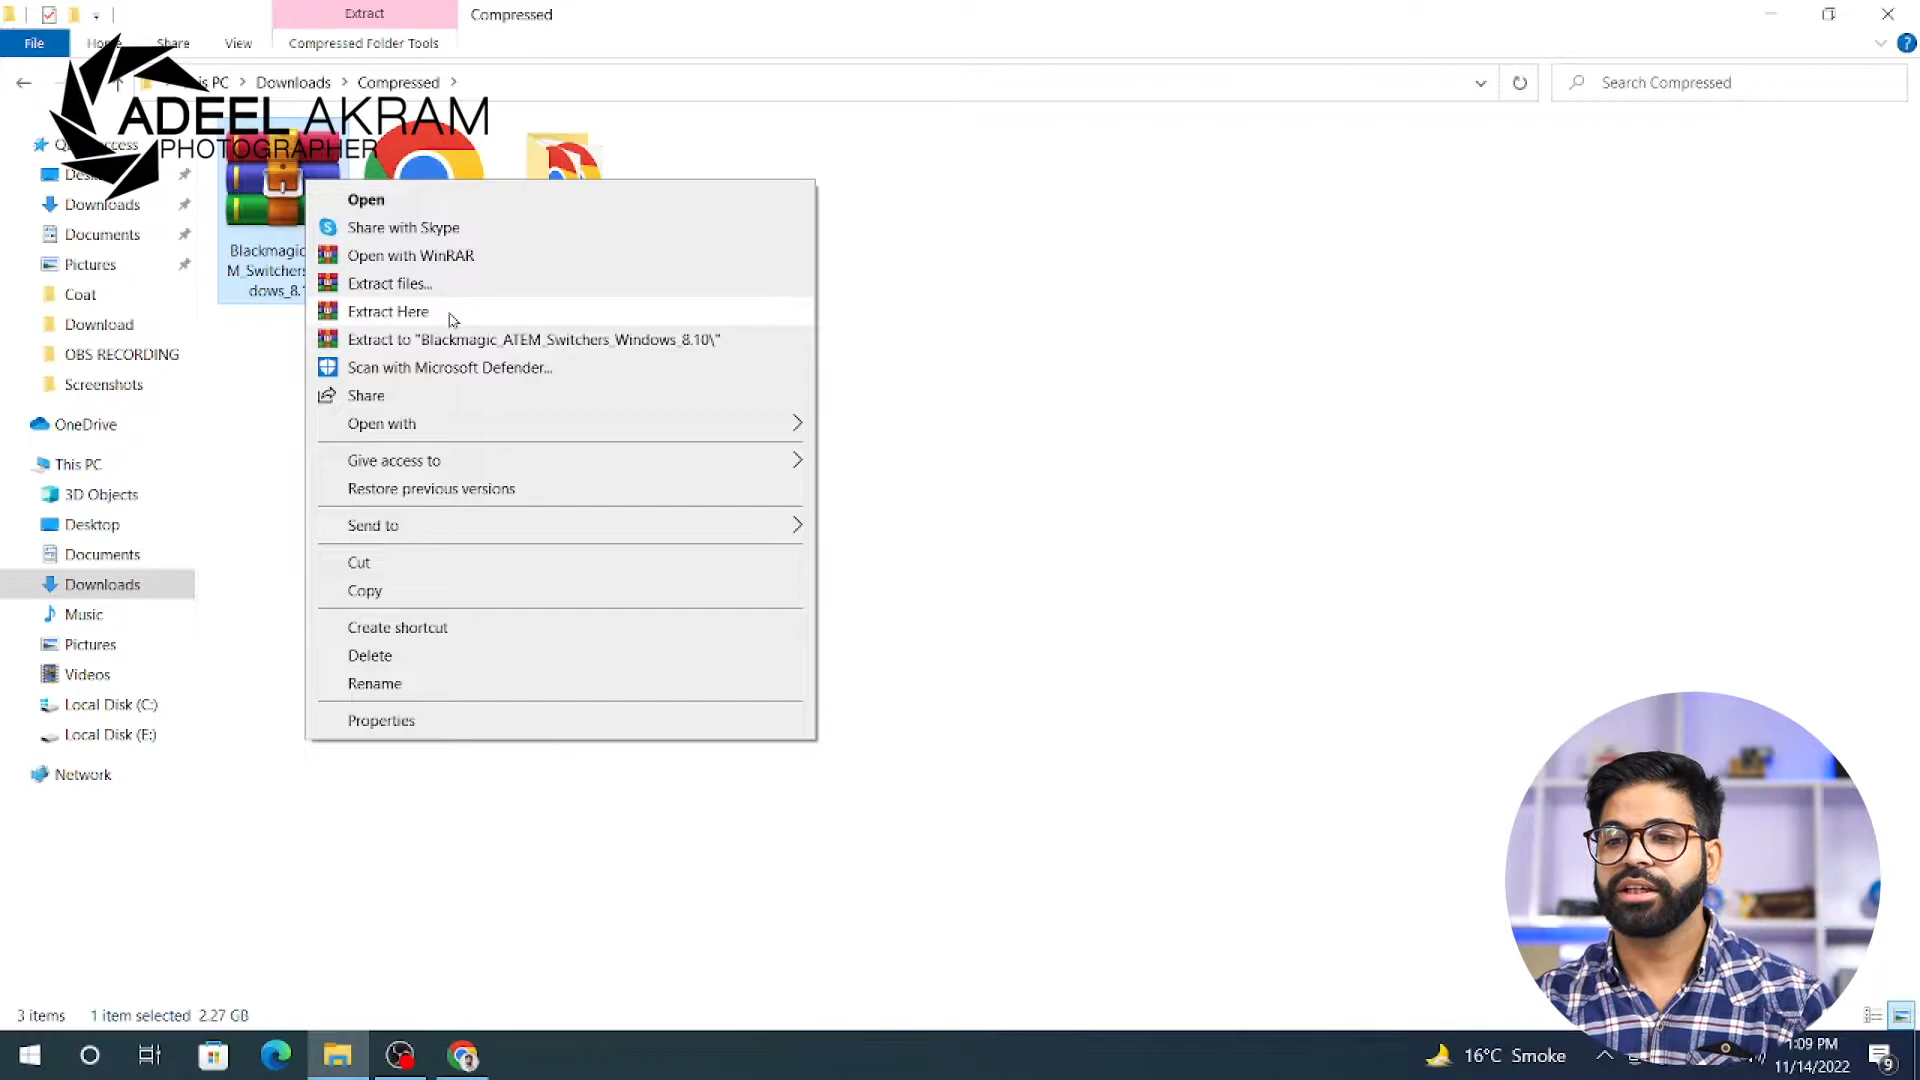 Extract
Compressed
File
Home
Share
View
Compressed Folder Tools
PC > Downloads > Compressed >
Search Compressed
ADEEL AKRAM
PHOTOGRAPHER
Downloads
Documents
Pictures
Coat
Download
OBS RECORDING
Screenshots
OneDrive
This PC
3D Objects
Desktop
Documents
Downloads
Music
Pictures
Videos
Local Disk (C:)
Local Disk (E:)
Network
Blackmagic
M_Switchers
dows_8.1
Open
Share with Skype
Open with WinRAR
Extract files...
Extract Here
Extract to "Blackmagic_ATEM_Switchers_Windows_8.10\"
Scan with Microsoft Defender...
Share
Open with
Give access to
Restore previous versions
Send to
Cut
Copy
Create shortcut
Delete
Rename
Properties
3 items
1 item selected 2.27 GB
16°C Smoke
1:09 PM
11/14/2022
9